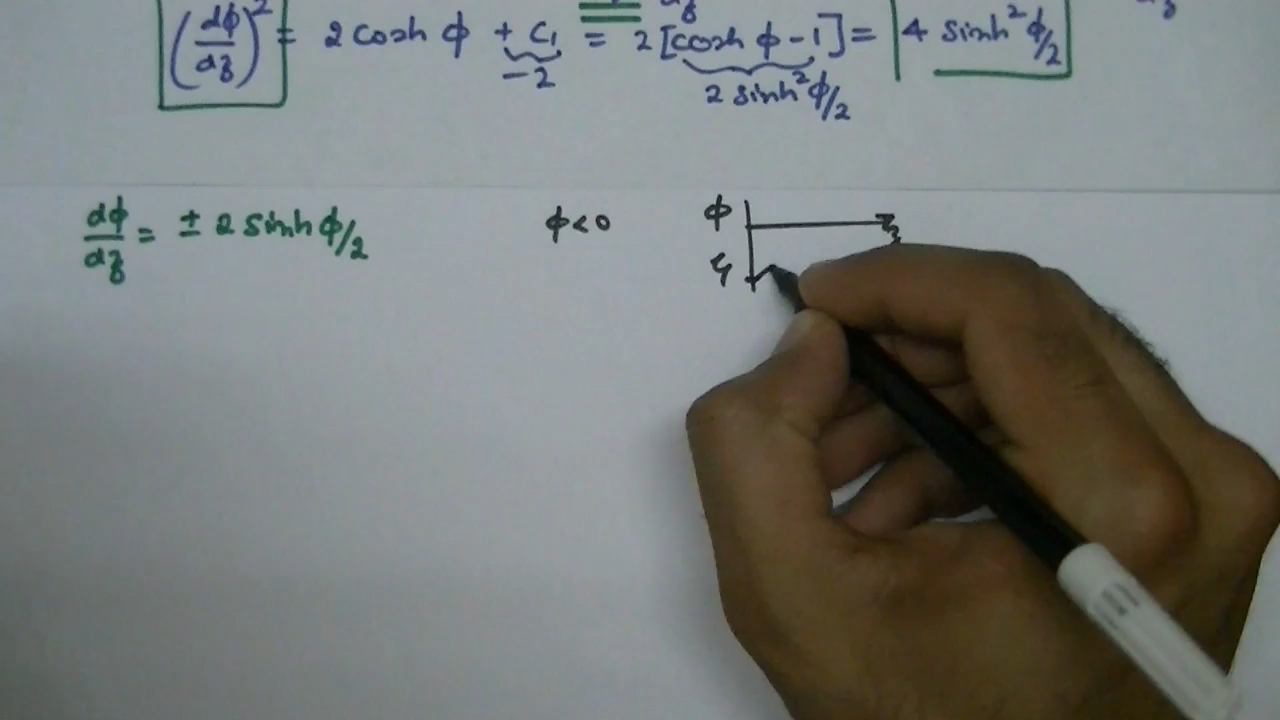 (dϕ/dz)² = 2 cosh ϕ + C₁ = 2[cosh ϕ - 1] = 4 sinh² ϕ/2
-2
2 sinh² ϕ/2
dϕ/dz = ± 2 sinh ϕ/2
ϕ < 0
ϕ
z
ζ